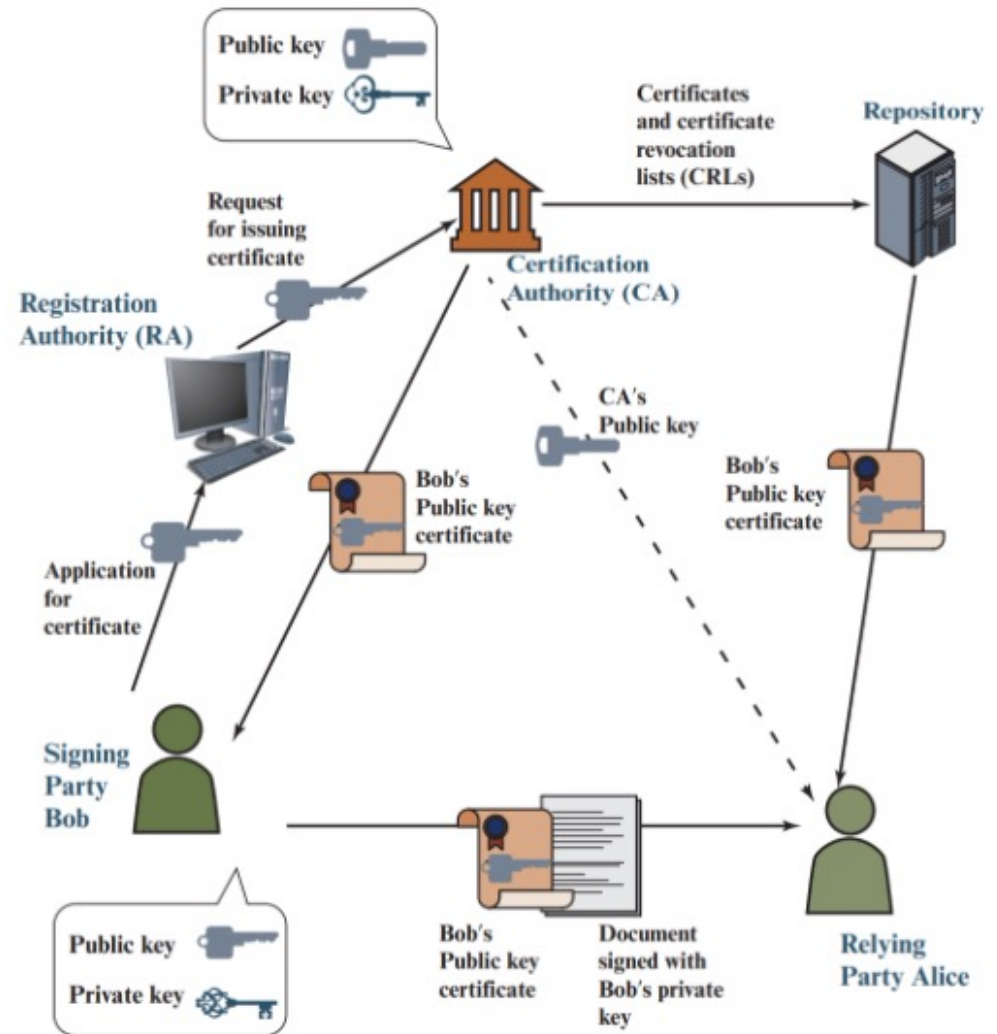 Public key
Private key
Certificates
and certificate
revocation
lists (CRLs)
Repository
Request
for issuing
certificate
Certification
Authority (CA)
Registration
Authority (RA)
CA's
Public key
Bob's
Public key
certificate
Bob's
Public key
certificate
Application
for
certificate
Signing
Party
Bob
Public key
Private key
Bob's
Public key
certificate
Document
signed with
Bob's private
key
Relying
Party Alice